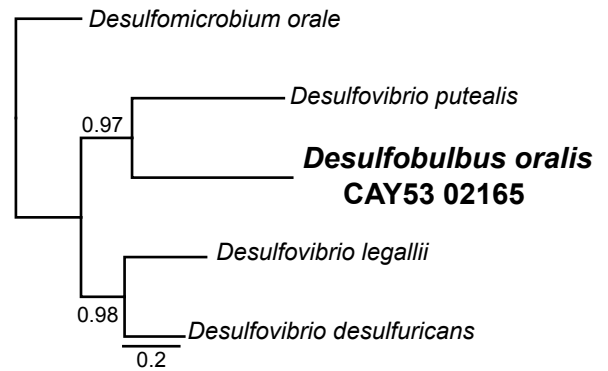 Desulfomicrobium orale
Desulfovibrio putealis
0.97
Desulfobulbus oralis
CAY53 02165
Desulfovibrio legallii
0.98
Desulfovibrio desulfuricans
0.2